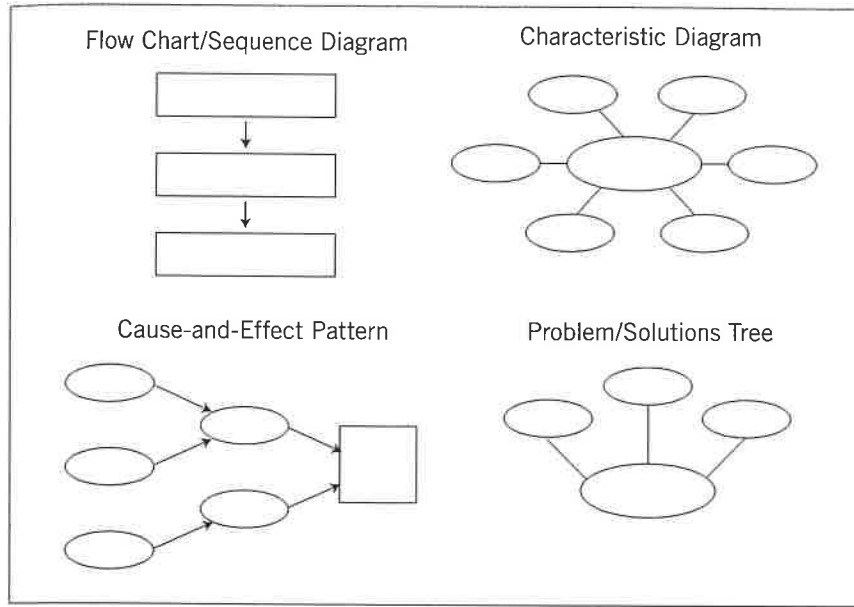 Flow Chart/Sequence Diagram
Characteristic Diagram
Cause-and-Effect Pattern
Problem/Solutions Tree